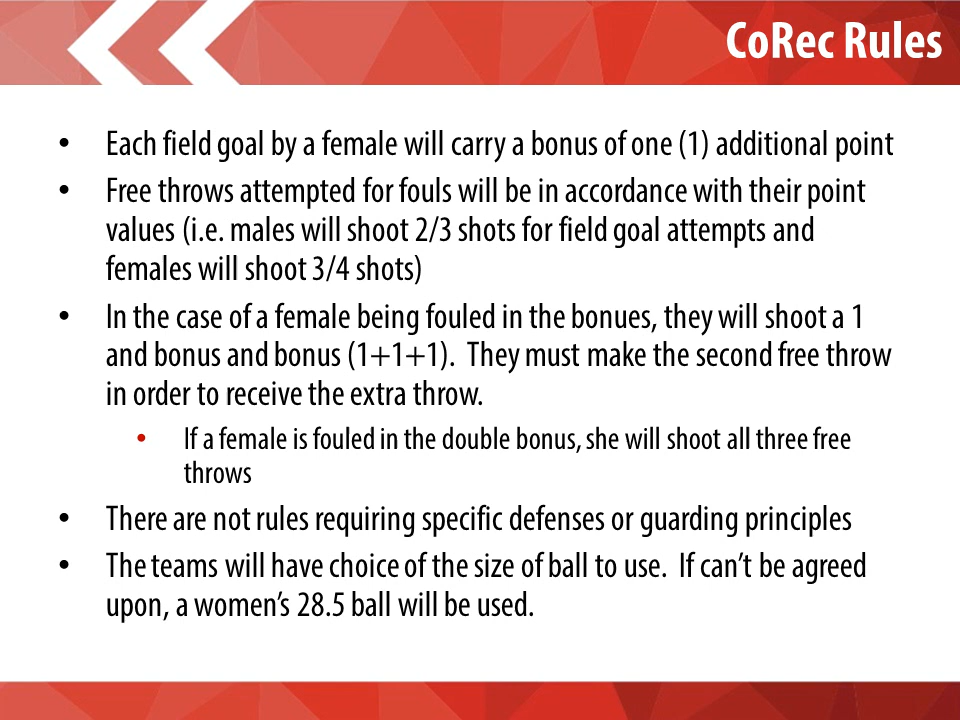 CoRec Rules
• Each field goal by a female will carry a bonus of one (1) additional point
• Free throws attempted for fouls will be in accordance with their point
values (i.e. males will shoot 2/3 shots for field goal attempts and
females will shoot 3/4 shots)
• In the case of a female being fouled in the bonues, they will shoot a 1
and bonus and bonus (1+1+1).  They must make the second free throw
in order to receive the extra throw.
• If a female is fouled in the double bonus, she will shoot all three free
throws
• There are not rules requiring specific defenses or guarding principles
• The teams will have choice of the size of ball to use.  If can’t be agreed
upon, a women’s 28.5 ball will be used.